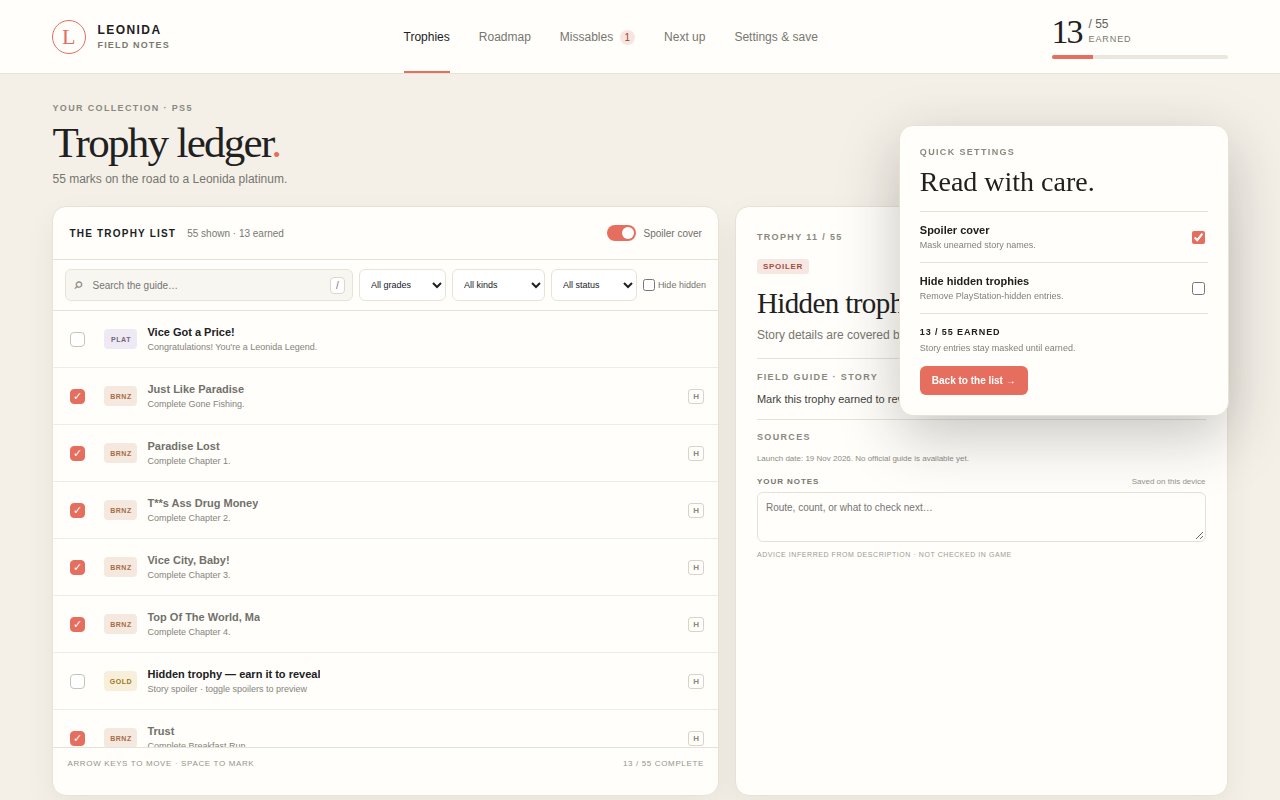 L
LEONIDA
FIELD NOTES
Trophies
Roadmap
Missables 1
Next up
Settings & save
13 / 55
EARNED
YOUR COLLECTION · PS5
Trophy ledger.
55 marks on the road to a Leonida platinum.
THE TROPHY LIST 55 shown · 13 earned
Spoiler cover
Search the guide… /
All grades
All kinds
All status
Hide hidden
PLAT Vice Got a Price!
Congratulations! You're a Leonida Legend.
BRNZ Just Like Paradise H
Complete Gone Fishing.
BRNZ Paradise Lost H
Complete Chapter 1.
BRNZ T**s Ass Drug Money H
Complete Chapter 2.
BRNZ Vice City, Baby! H
Complete Chapter 3.
BRNZ Top Of The World, Ma H
Complete Chapter 4.
GOLD Hidden trophy — earn it to reveal H
Story spoiler · toggle spoilers to preview
BRNZ Trust H
Complete Breakfast Run.
ARROW KEYS TO MOVE · SPACE TO MARK
13 / 55 COMPLETE
TROPHY 11 / 55
SPOILER
Hidden troph
Story details are covered b
FIELD GUIDE · STORY
Mark this trophy earned to re
SOURCES
Launch date: 19 Nov 2026. No official guide is available yet.
YOUR NOTES
Saved on this device
Route, count, or what to check next…
ADVICE INFERRED FROM DESCRIPTION · NOT CHECKED IN GAME
QUICK SETTINGS
Read with care.
Spoiler cover
Mask unearned story names.
Hide hidden trophies
Remove PlayStation-hidden entries.
13 / 55 EARNED
Story entries stay masked until earned.
Back to the list →